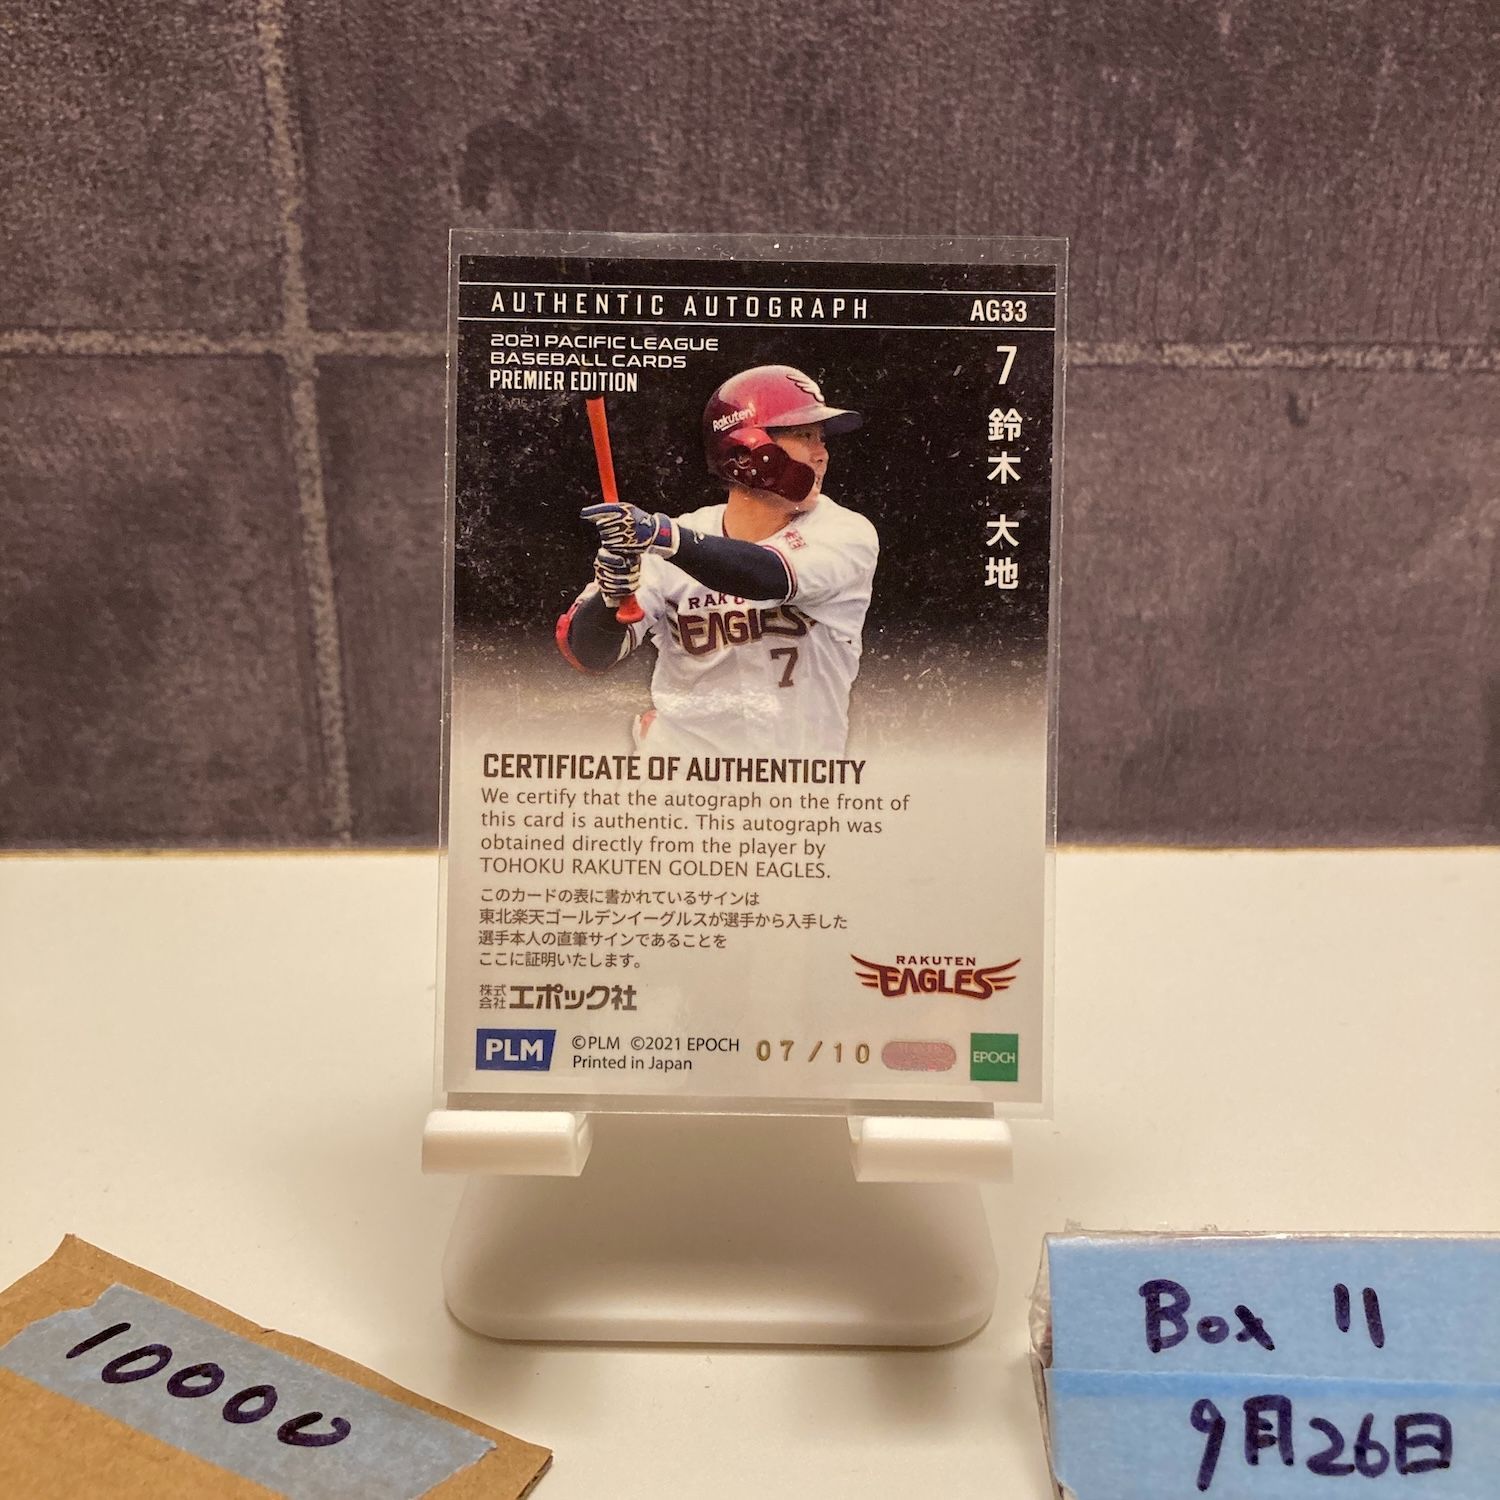 AUTHENTIC AUTOGRAPH AG33
2021 PACIFIC LEAGUE
BASEBALL CARDS
PREMIER EDITION
7 鈴木 大地
Rakuten
EAGLES
7
CERTIFICATE OF AUTHENTICITY
We certify that the autograph on the front of
this card is authentic. This autograph was
obtained directly from the player by
TOHOKU RAKUTEN GOLDEN EAGLES.
このカードの表に書かれているサインは
東北楽天ゴールデンイーグルスが選手から入手した
選手本人の直筆サインであることを
ここに証明いたします。
株式会社エポック社
RAKUTEN
EAGLES
PLM
©PLM ©2021 EPOCH
Printed in Japan
07/10
EPOCH
10000
Box 11
9月26日